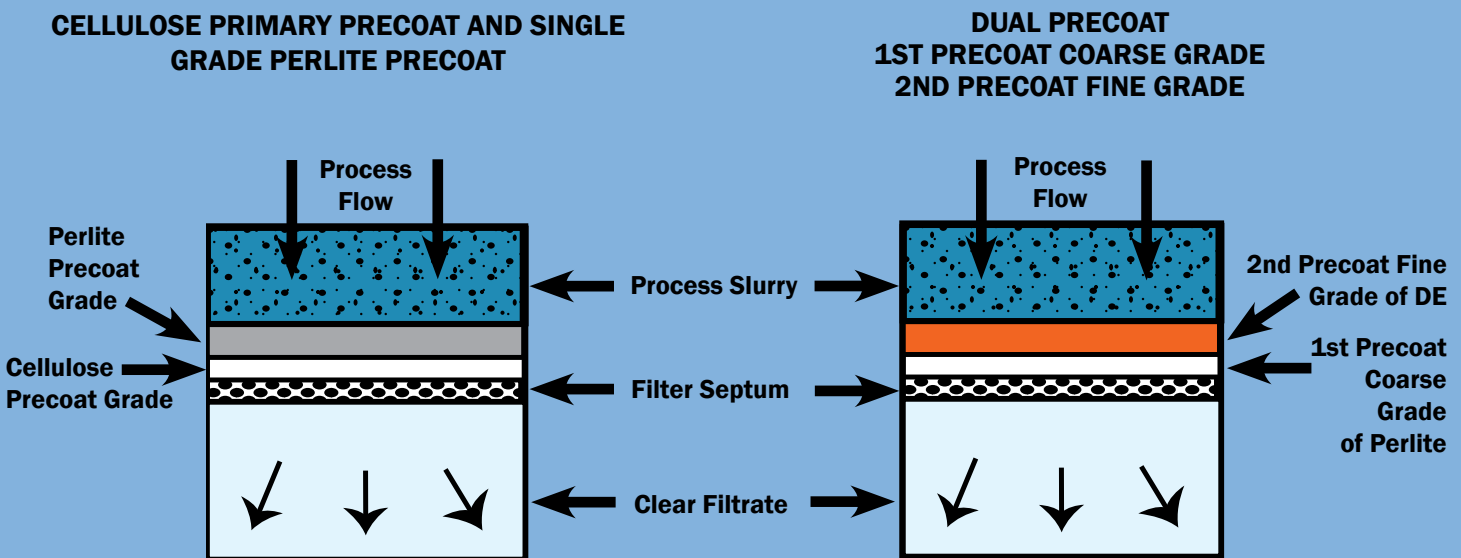 CELLULOSE PRIMARY PRECOAT AND SINGLE
GRADE PERLITE PRECOAT
DUAL PRECOAT
1ST PRECOAT COARSE GRADE
2ND PRECOAT FINE GRADE
Process
Flow
Perlite
Precoat
Grade
Cellulose
Precoat Grade
Process Slurry
Filter Septum
Clear Filtrate
Process
Flow
2nd Precoat Fine
Grade of DE
1st Precoat
Coarse
Grade
of Perlite